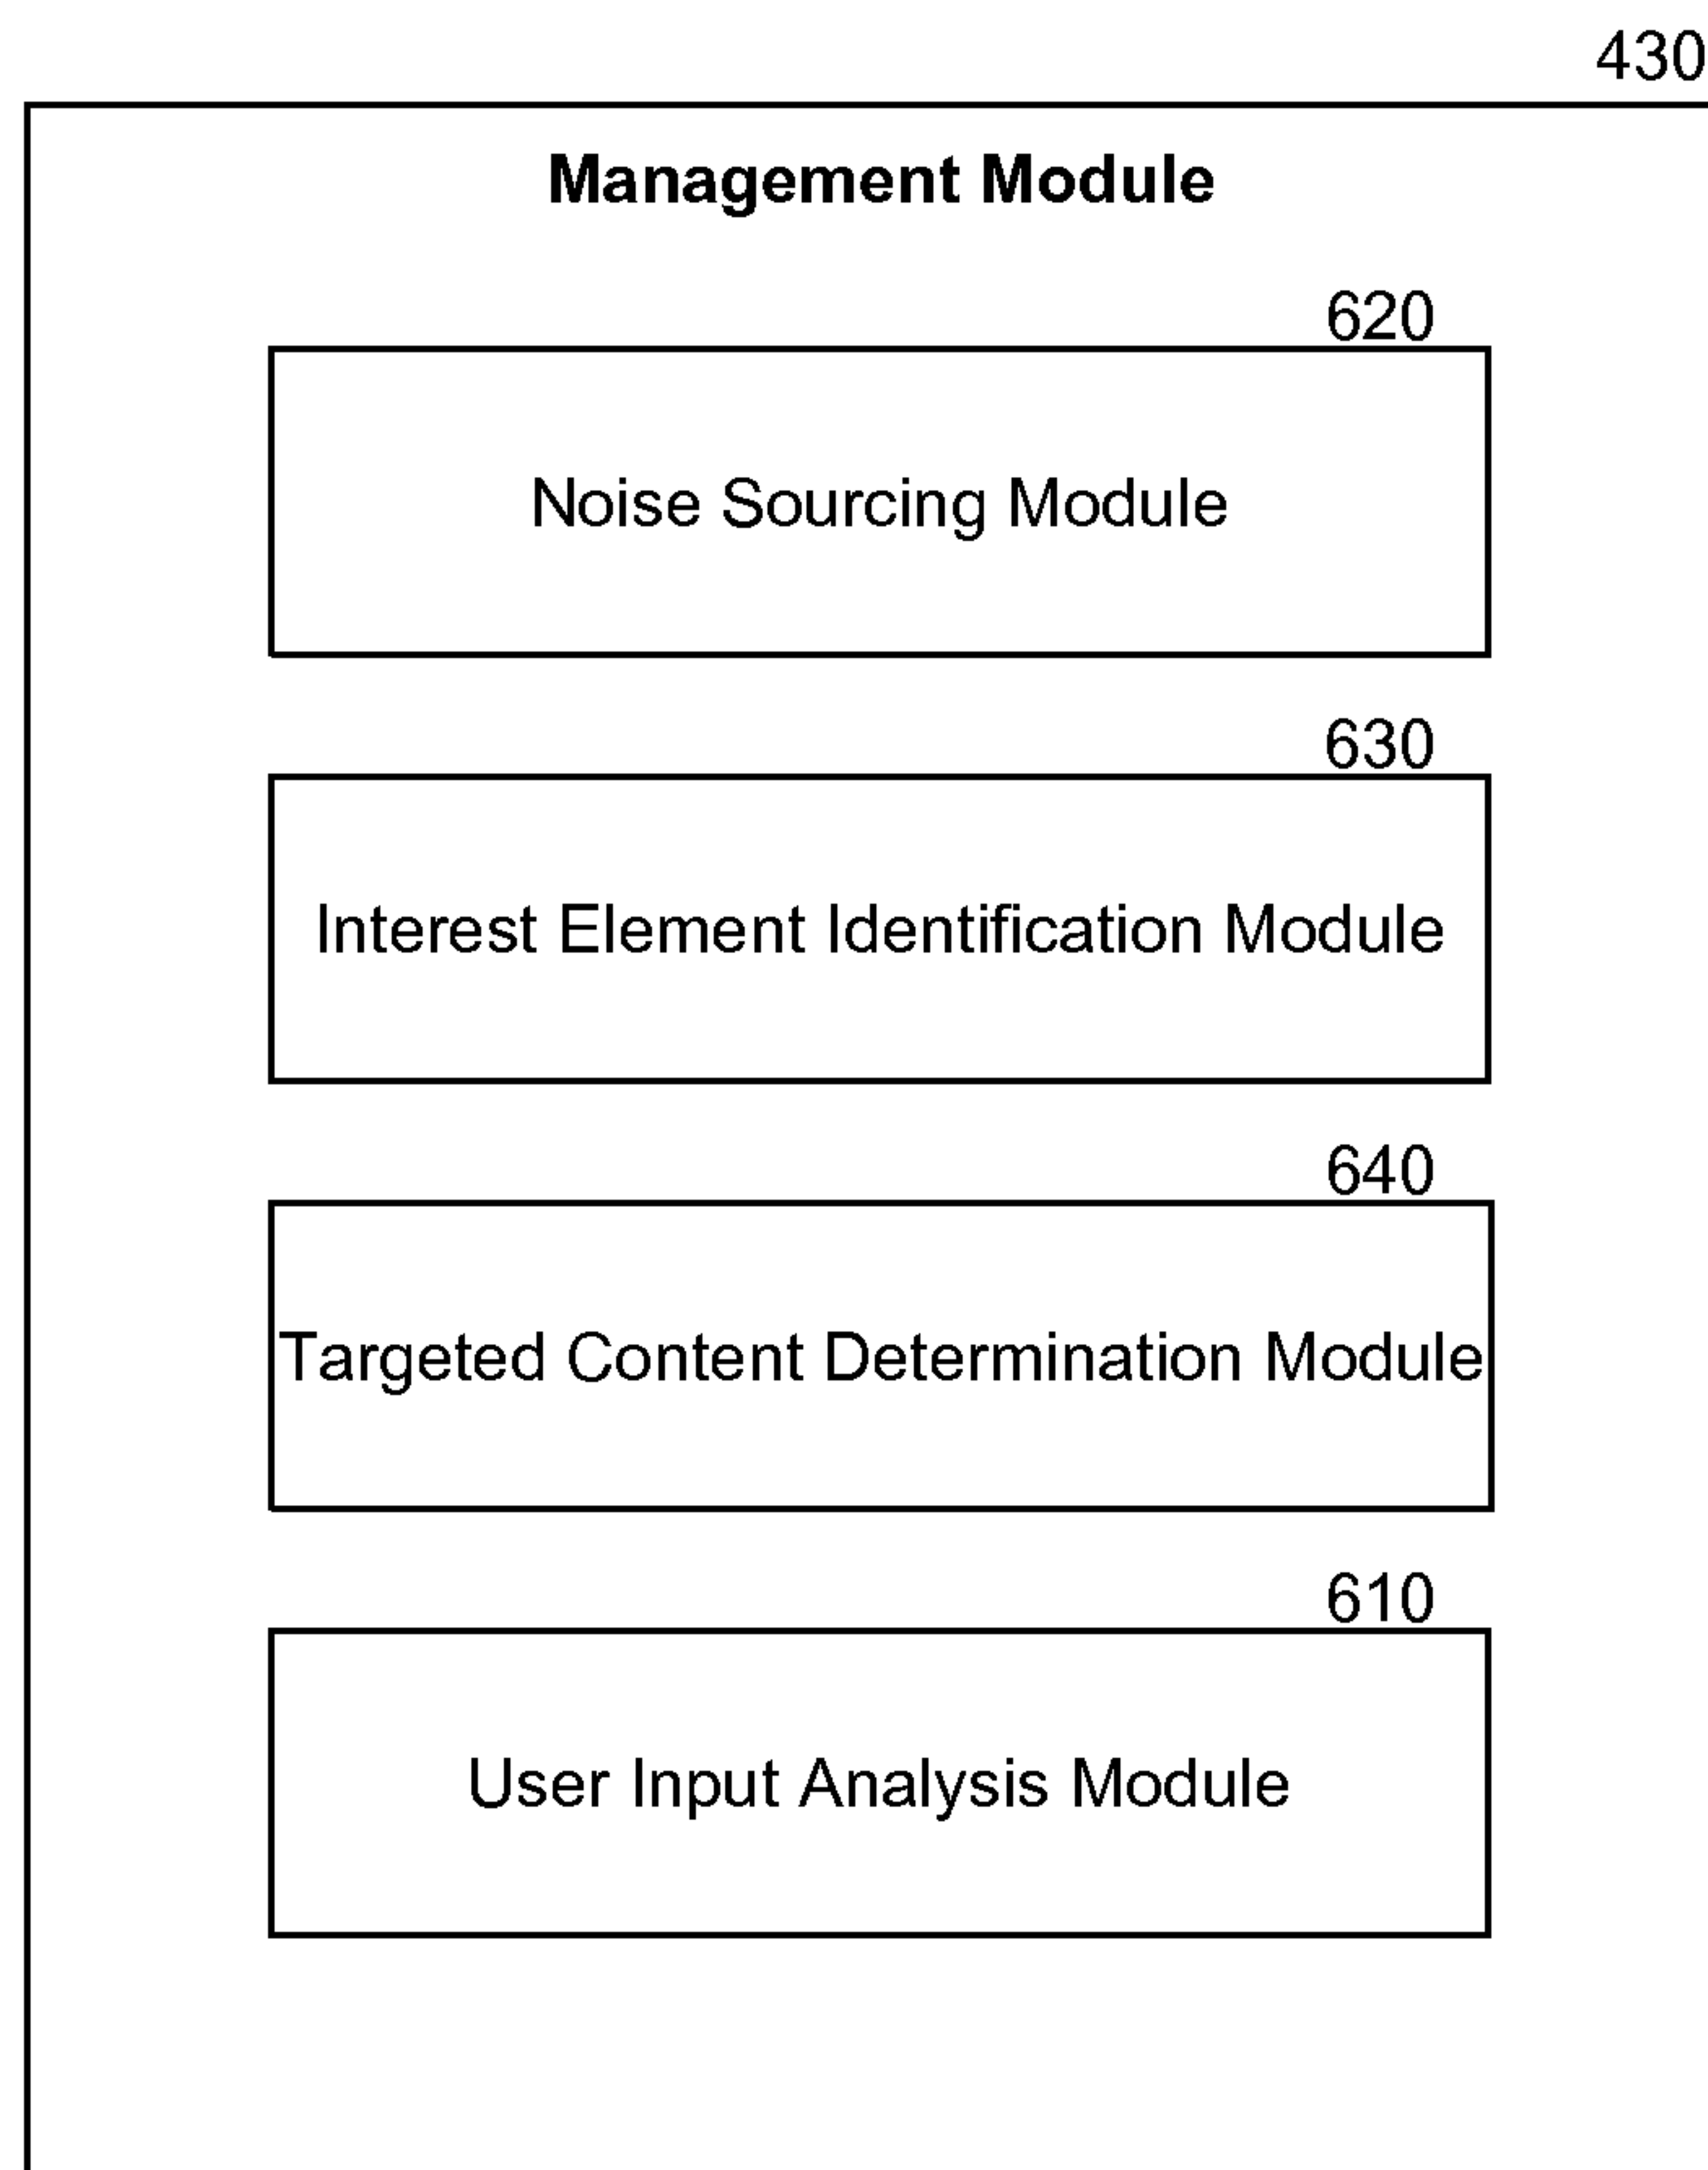 430
Management Module
620
Noise Sourcing Module
630
Interest Element Identification Module
640
Targeted Content Determination Module
610
User Input Analysis Module